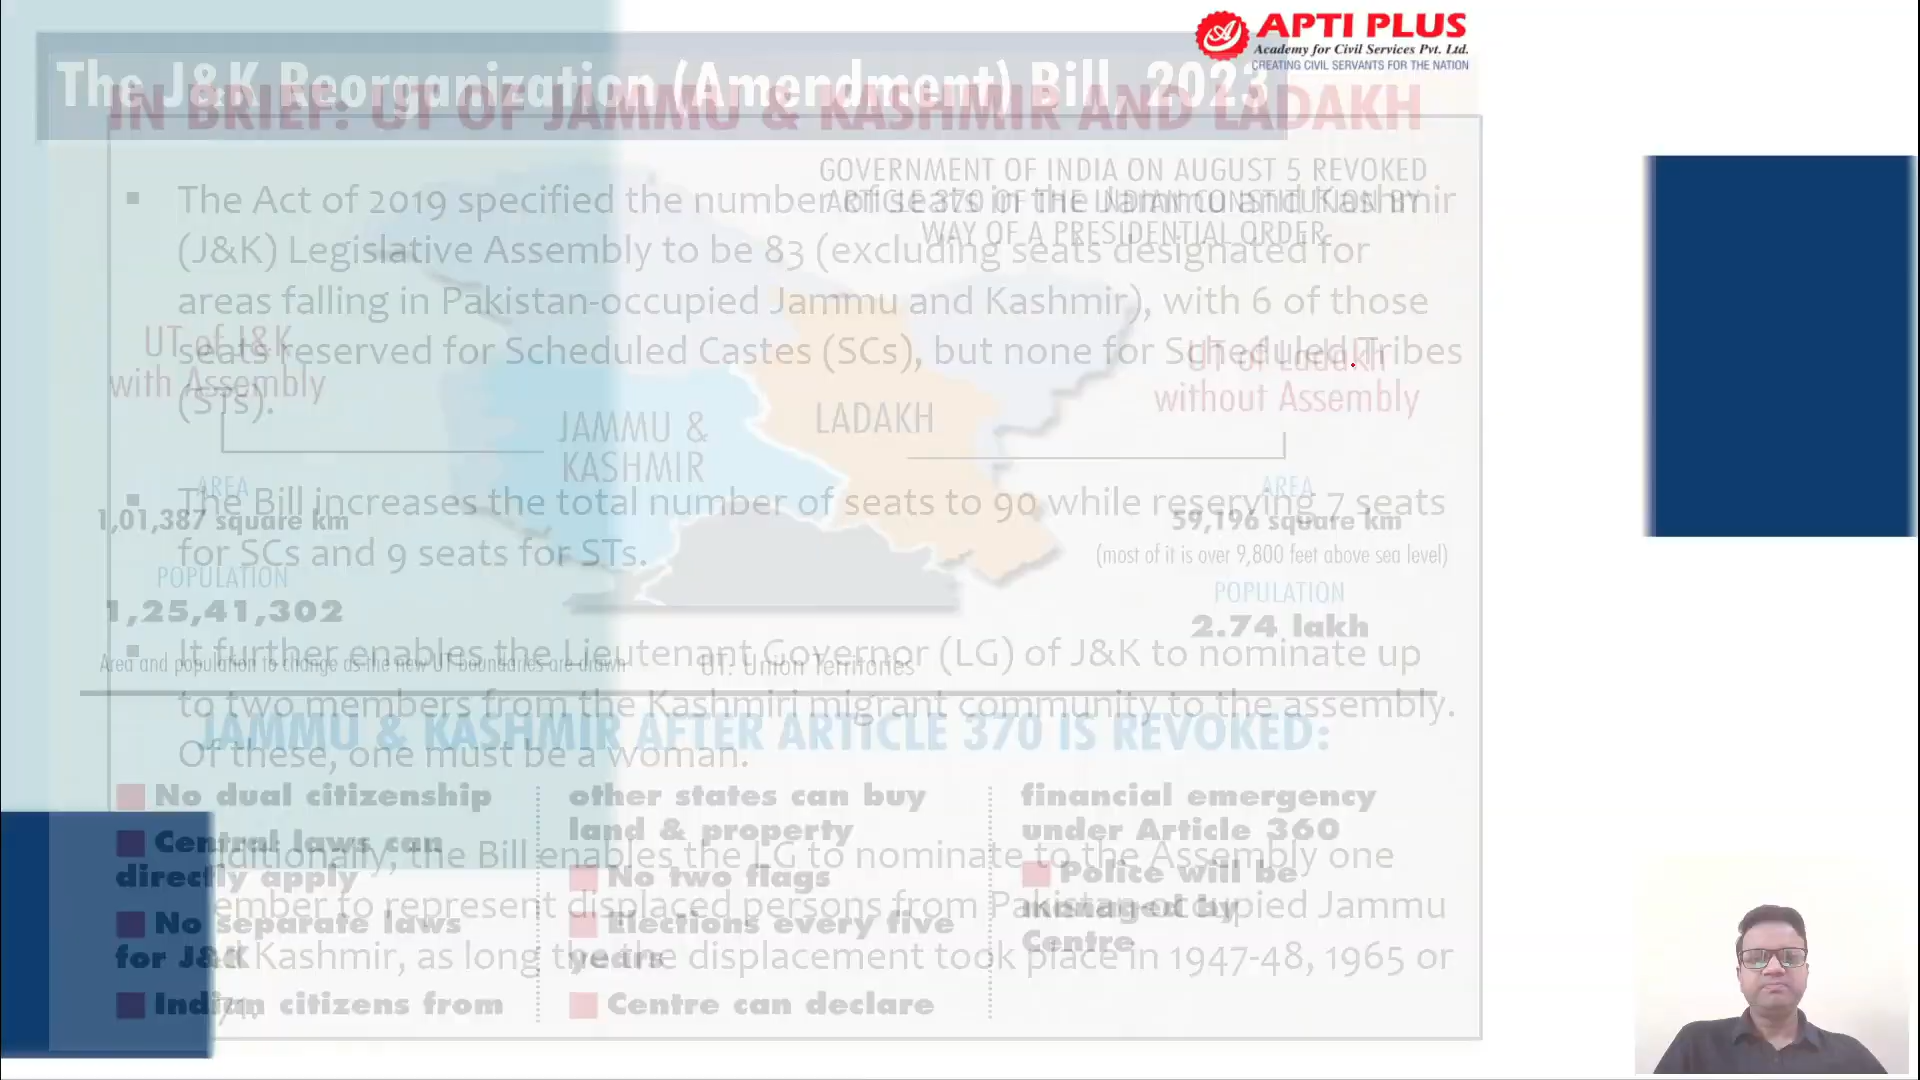 APTI PLUS
Academy for Civil Services Pvt. Ltd.
CREATING CIVIL SERVANTS FOR THE NATION
The J&K Reorganization (Amendment) Bill, 2023
▪ The Act of 2019 specified the number of seats in the Jammu and Kashmir
(J&K) Legislative Assembly to be 83 (excluding seats designated for
areas falling in Pakistan-occupied Jammu and Kashmir), with 6 of those
seats reserved for Scheduled Castes (SCs), but none for Scheduled Tribes
(STs).
▪ The Bill increases the total number of seats to 90 while reserving 7 seats
for SCs and 9 seats for STs.
▪ It further enables the Lieutenant Governor (LG) of J&K to nominate up
to two members from the Kashmiri migrant community to the assembly.
Of these, one must be a woman.
the Bill enables the LG to nominate to the Assembly one
to represent displaced persons from Pakistan-occupied Jammu
Kashmir, as long the displacement took place in 1947-48, 1965 or
IN BRIEF: UT OF JAMMU & KASHMIR AND LADAKH
GOVERNMENT OF INDIA ON AUGUST 5 REVOKED
ARTICLE 370 OF THE INDIAN CONSTITUTION BY
WAY OF A PRESIDENTIAL ORDER
UT of J&K
with Assembly
JAMMU &
KASHMIR
LADAKH
UT of Ladakh
without Assembly
AREA
1,01,387 square km
POPULATION
1,25,41,302
AREA
59,196 square km
(most of it is over 9,800 feet above sea level)
POPULATION
2.74 lakh
Area and population to change as the new UT boundaries are drawn
UT: Union Territories
JAMMU & KASHMIR AFTER ARTICLE 370 IS REVOKED:
No dual citizenship
Central laws can
directly apply
No separate laws
for J&K
Indian citizens from
other states can buy
land & property
No two flags
Elections every five
years
Centre can declare
financial emergency
under Article 360
Police will be
managed by
Centre